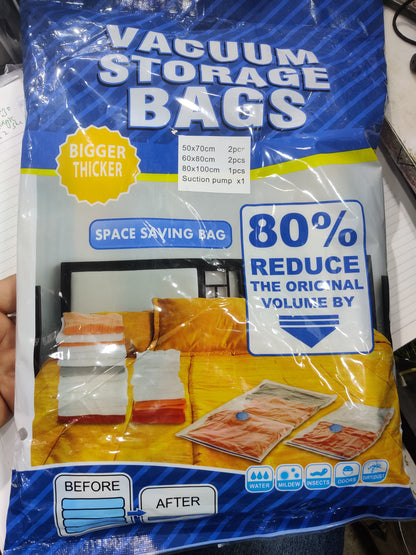 VACUUM
STORAGE
BAGS
BIGGER
THICKER
50x70cm 2pcs
60x80cm 2pcs
80x100cm 1pcs
Suction pump x1
SPACE SAVING BAG
80%
REDUCE
THE ORIGINAL
VOLUME BY
BEFORE
AFTER
WATER
MILDEW
INSECTS
ODORS